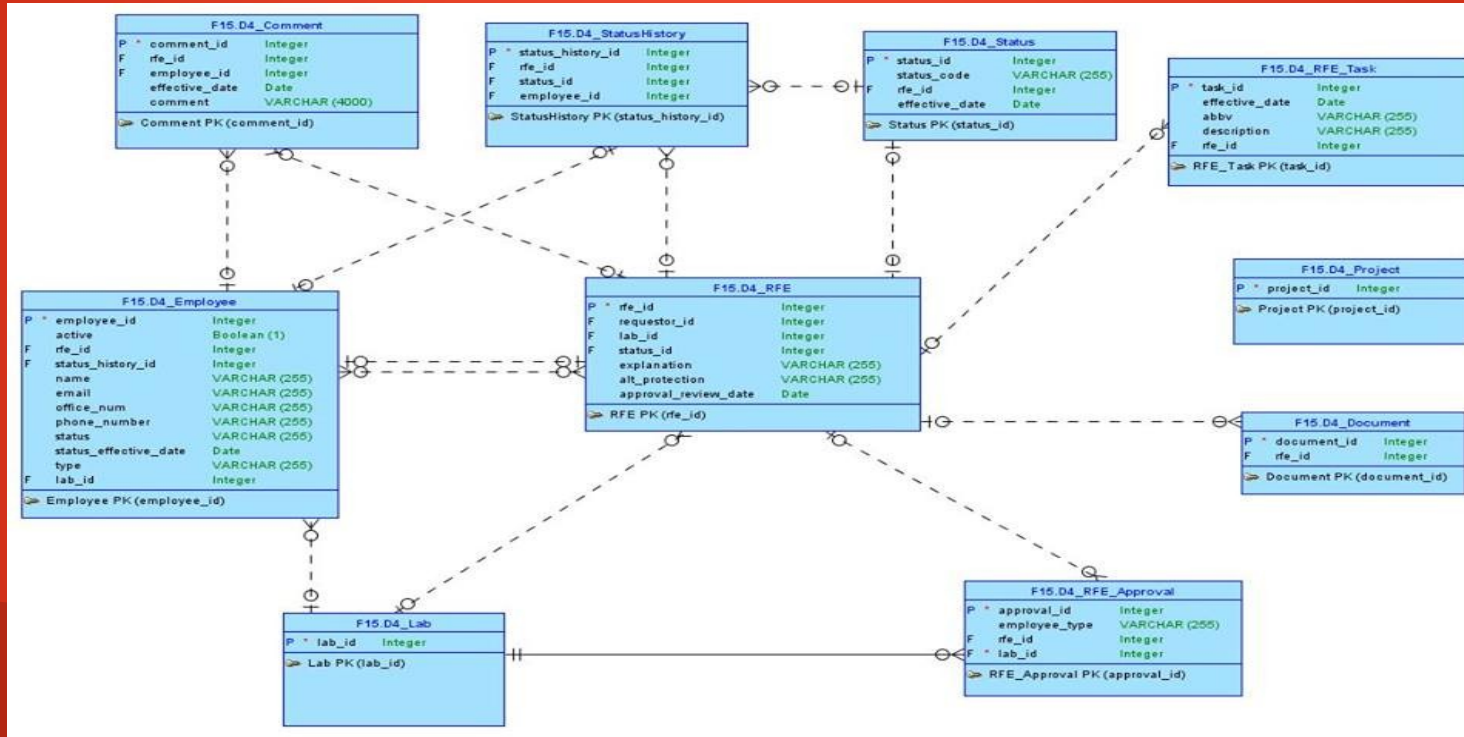 F15.D4_Comment
P * comment_id Integer
F rfe_id Integer
F employee_id Integer
effective_date Date
comment VARCHAR (4000)
Comment PK (comment_id)
F15.D4_StatusHistory
P * status_history_id Integer
F rfe_id Integer
F status_id Integer
F employee_id Integer
StatusHistory PK (status_history_id)
F15.D4_Status
P * status_id Integer
status_code VARCHAR (255)
F rfe_id Integer
effective_date Date
Status PK (status_id)
F15.D4_RFE_Task
P * task_id Integer
effective_date Date
abbv VARCHAR (255)
description VARCHAR (255)
F rfe_id Integer
RFE_Task PK (task_id)
F15.D4_Project
P * project_id Integer
Project PK (project_id)
F15.D4_Employee
P * employee_id Integer
active Boolean (1)
F rfe_id Integer
F status_history_id Integer
name VARCHAR (255)
email VARCHAR (255)
office_num VARCHAR (255)
phone_number VARCHAR (255)
status VARCHAR (255)
status_effective_date Date
type VARCHAR (255)
F lab_id Integer
Employee PK (employee_id)
F15.D4_RFE
P * rfe_id Integer
F requestor_id Integer
F lab_id Integer
F status_id Integer
explanation VARCHAR (255)
alt_protection VARCHAR (255)
approval_review_date Date
RFE PK (rfe_id)
F15.D4_Document
P * document_id Integer
F rfe_id Integer
Document PK (document_id)
F15.D4_Lab
P * lab_id Integer
Lab PK (lab_id)
F15.D4_RFE_Approval
P * approval_id Integer
employee_type VARCHAR (255)
F rfe_id Integer
F * lab_id Integer
RFE_Approval PK (approval_id)